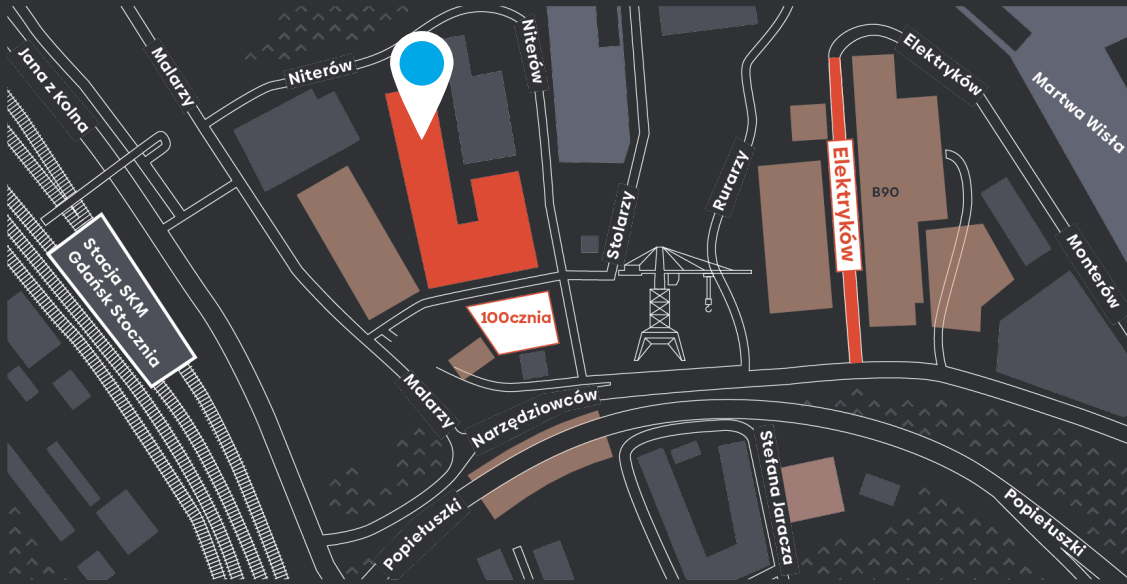 Jana z Kolna
Malarzy
Niterów
Niterów
Elektryków
Martwa Wisła
Rurarzy
Stolarzy
Elektryków
B90
Monterów
Stacja SKM
Gdańsk Stocznia
100cznia
Malarzy
Narzędziowców
Popiełuszki
Stefana Jaracza
Popiełuszki